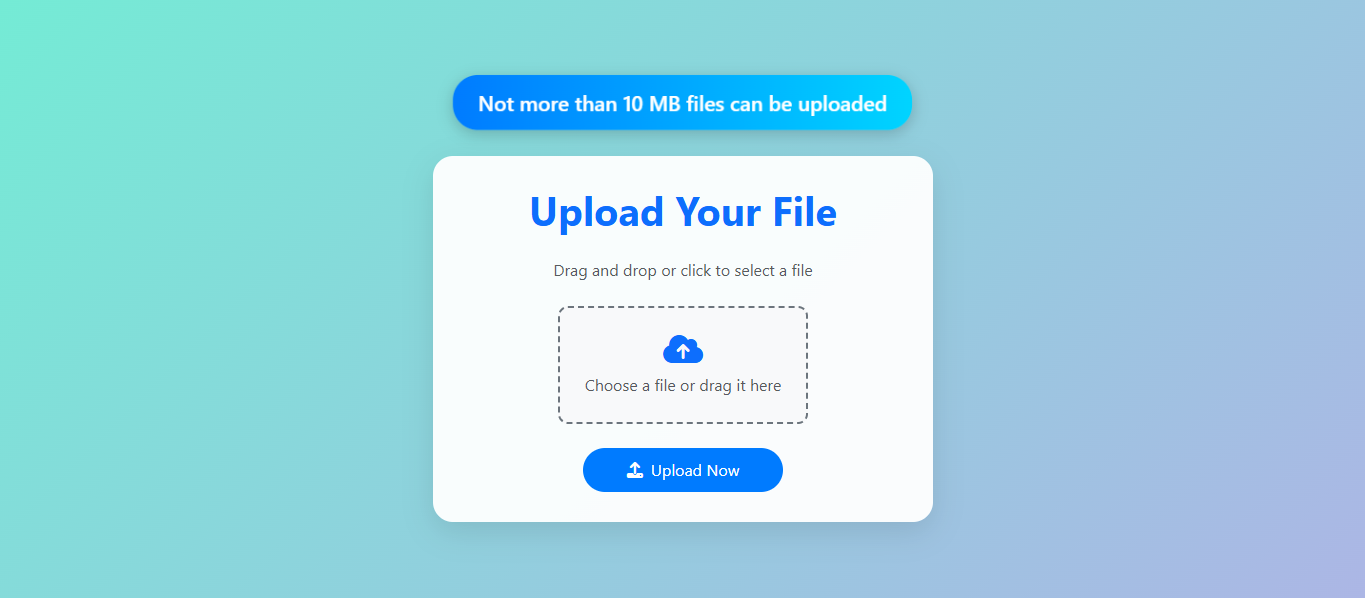 Not more than 10 MB files can be uploaded
Upload Your File
Drag and drop or click to select a file
Choose a file or drag it here
Upload Now